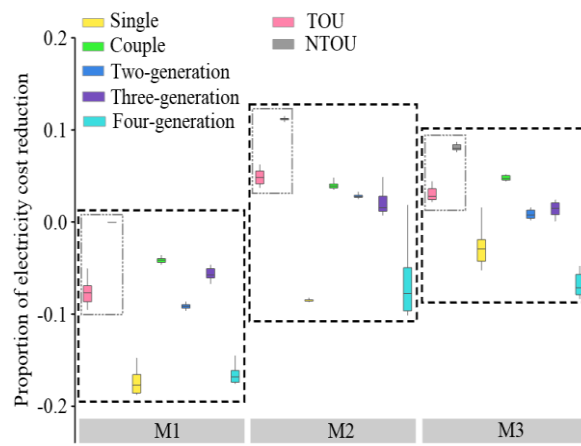 Single
Couple
Two-generation
Three-generation
Four-generation
TOU
NTOU
Proportion of electricity cost reduction
0.2
0.1
0.0
-0.1
-0.2
M1
M2
M3